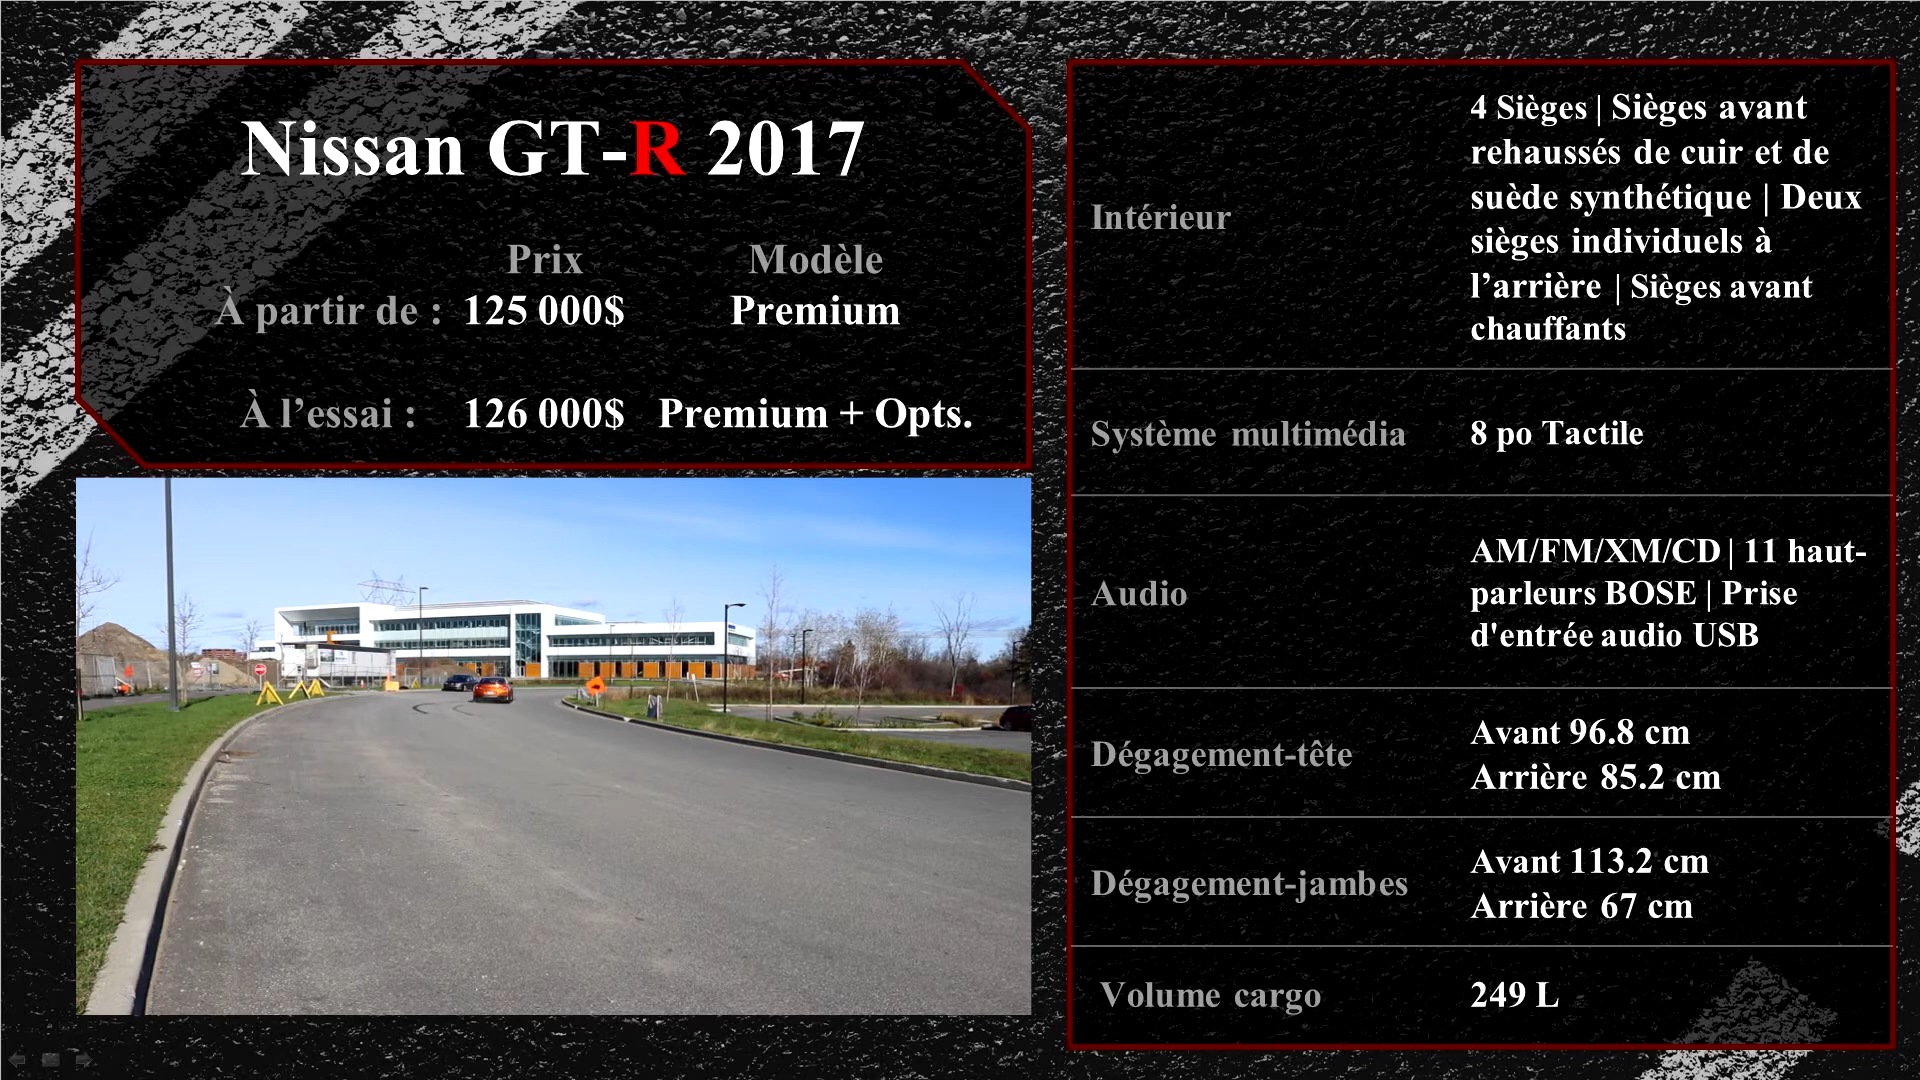 Nissan GT-R 2017
Prix Modèle
À partir de : 125 000$ Premium
À l’essai : 126 000$ Premium + Opts.
Intérieur
4 Sièges | Sièges avant
rehaussés de cuir et de
suède synthétique | Deux
sièges individuels à
l’arrière | Sièges avant
chauffants
Système multimédia
8 po Tactile
Audio
AM/FM/XM/CD | 11 haut-
parleurs BOSE | Prise
d'entrée audio USB
Dégagement-tête
Avant 96.8 cm
Arrière 85.2 cm
Dégagement-jambes
Avant 113.2 cm
Arrière 67 cm
Volume cargo
249 L